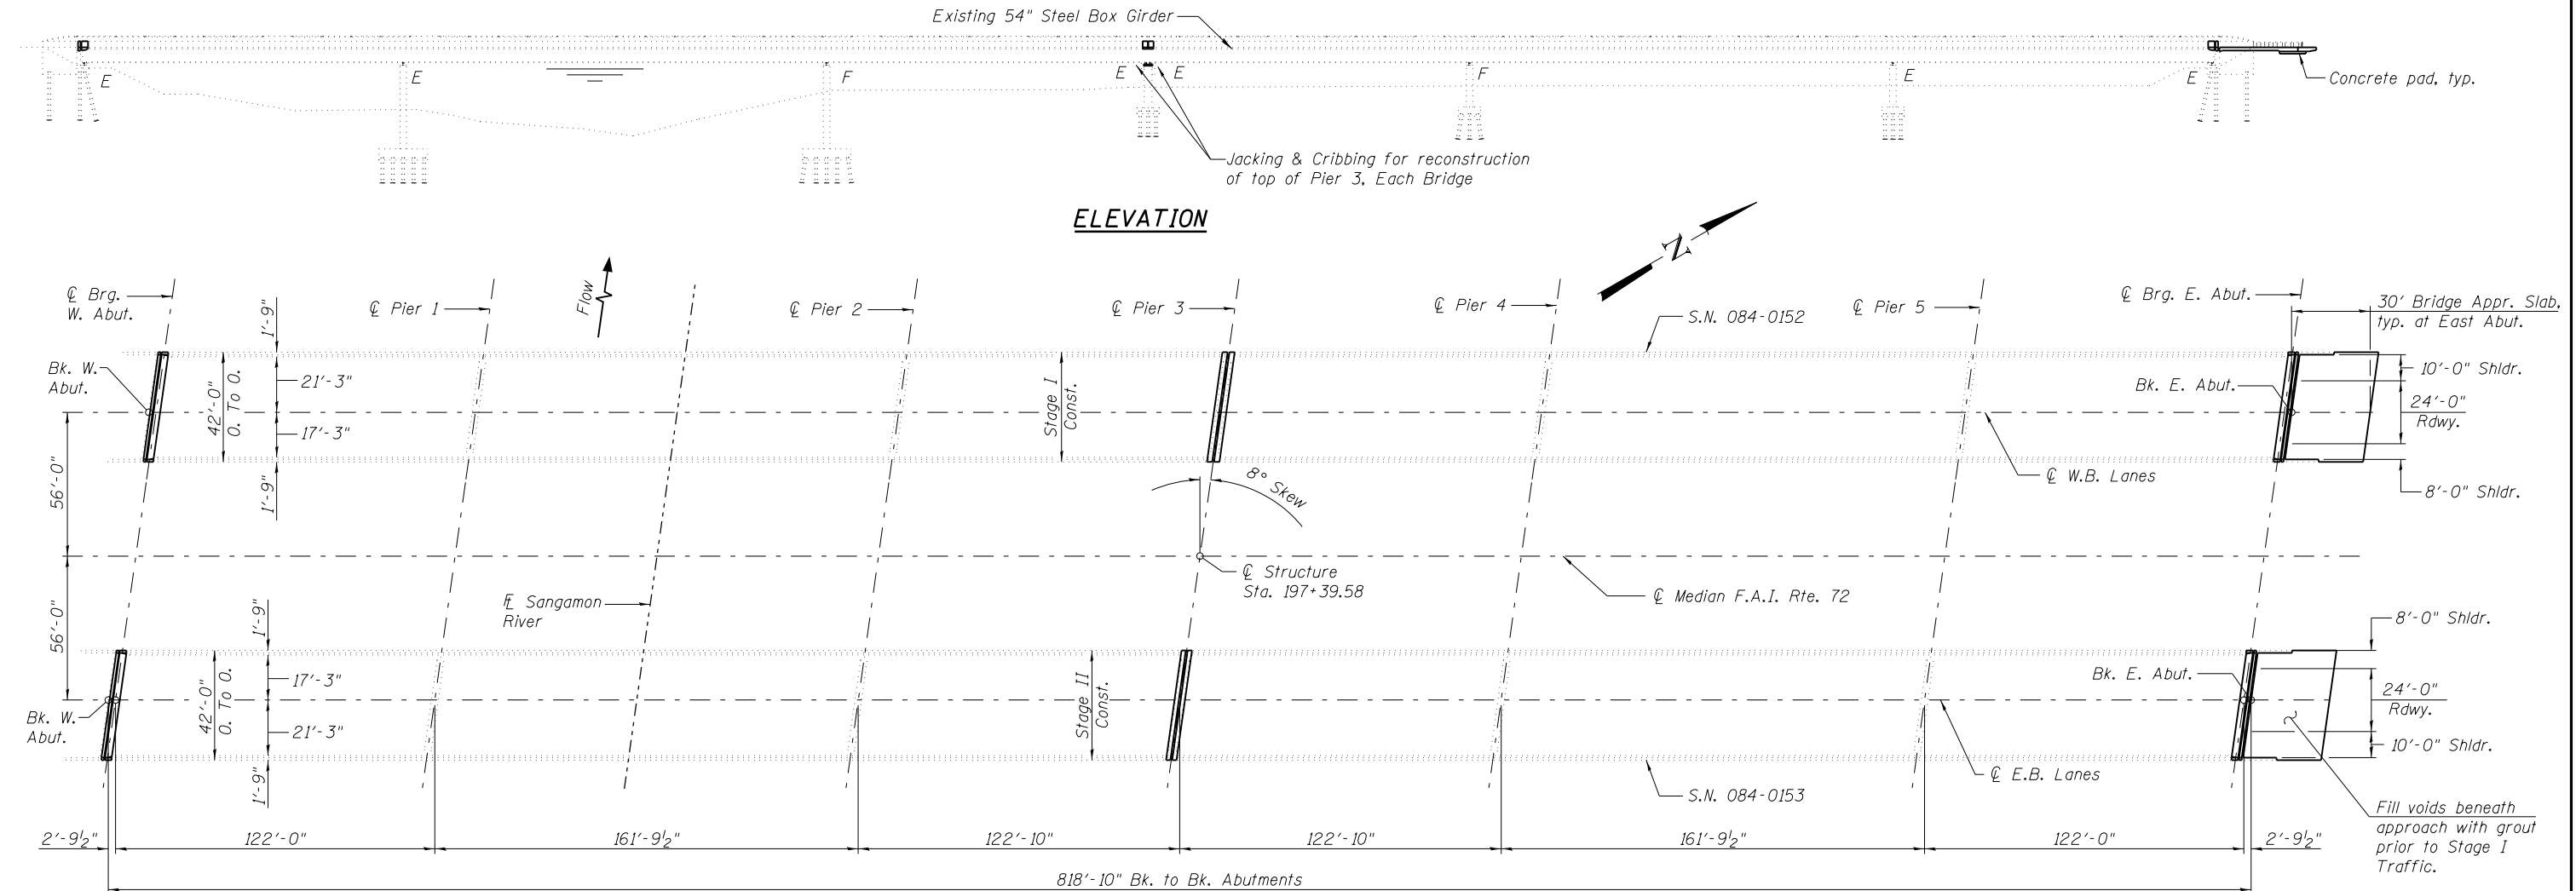 Existing 54" Steel Box Girder
E
E
F
E
E
F
E
E
Concrete pad, typ.
Jacking & Cribbing for reconstruction
of top of Pier 3, Each Bridge
ELEVATION
N
℄ Brg.
W. Abut.
℄ Pier 1
Flow
℄ Pier 2
℄ Pier 3
℄ Pier 4
℄ Pier 5
℄ Brg. E. Abut.
30' Bridge Appr. Slab,
typ. at East Abut.
S.N. 084-0152
1'-9"
Bk. W.
Abut.
42'-0"
O. To O.
21'-3"
17'-3"
1'-9"
Stage I
Const.
Bk. E. Abut.
10'-0" Shldr.
24'-0"
Rdwy.
8'-0" Shldr.
56'-0"
8° Skew
℄ W.B. Lanes
℄ Structure
Sta. 197+39.58
℄ Median F.A.I. Rte. 72
56'-0"
FL Sangamon
River
1'-9"
42'-0"
O. To O.
17'-3"
21'-3"
1'-9"
Bk. W.
Abut.
Stage II
Const.
Bk. E. Abut.
8'-0" Shldr.
24'-0"
Rdwy.
10'-0" Shldr.
℄ E.B. Lanes
S.N. 084-0153
Fill voids beneath
approach with grout
prior to Stage I
Traffic.
2'-9½"
122'-0"
161'-9½"
122'-10"
122'-10"
161'-9½"
122'-0"
2'-9½"
818'-10" Bk. to Bk. Abutments